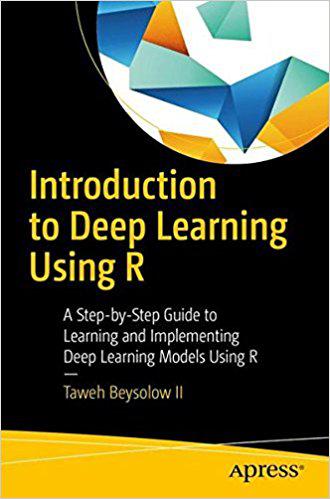 Introduction
to Deep Learning
Using R
A Step-by-Step Guide to
Learning and Implementing
Deep Learning Models Using R
—
Taweh Beysolow II
Apress®